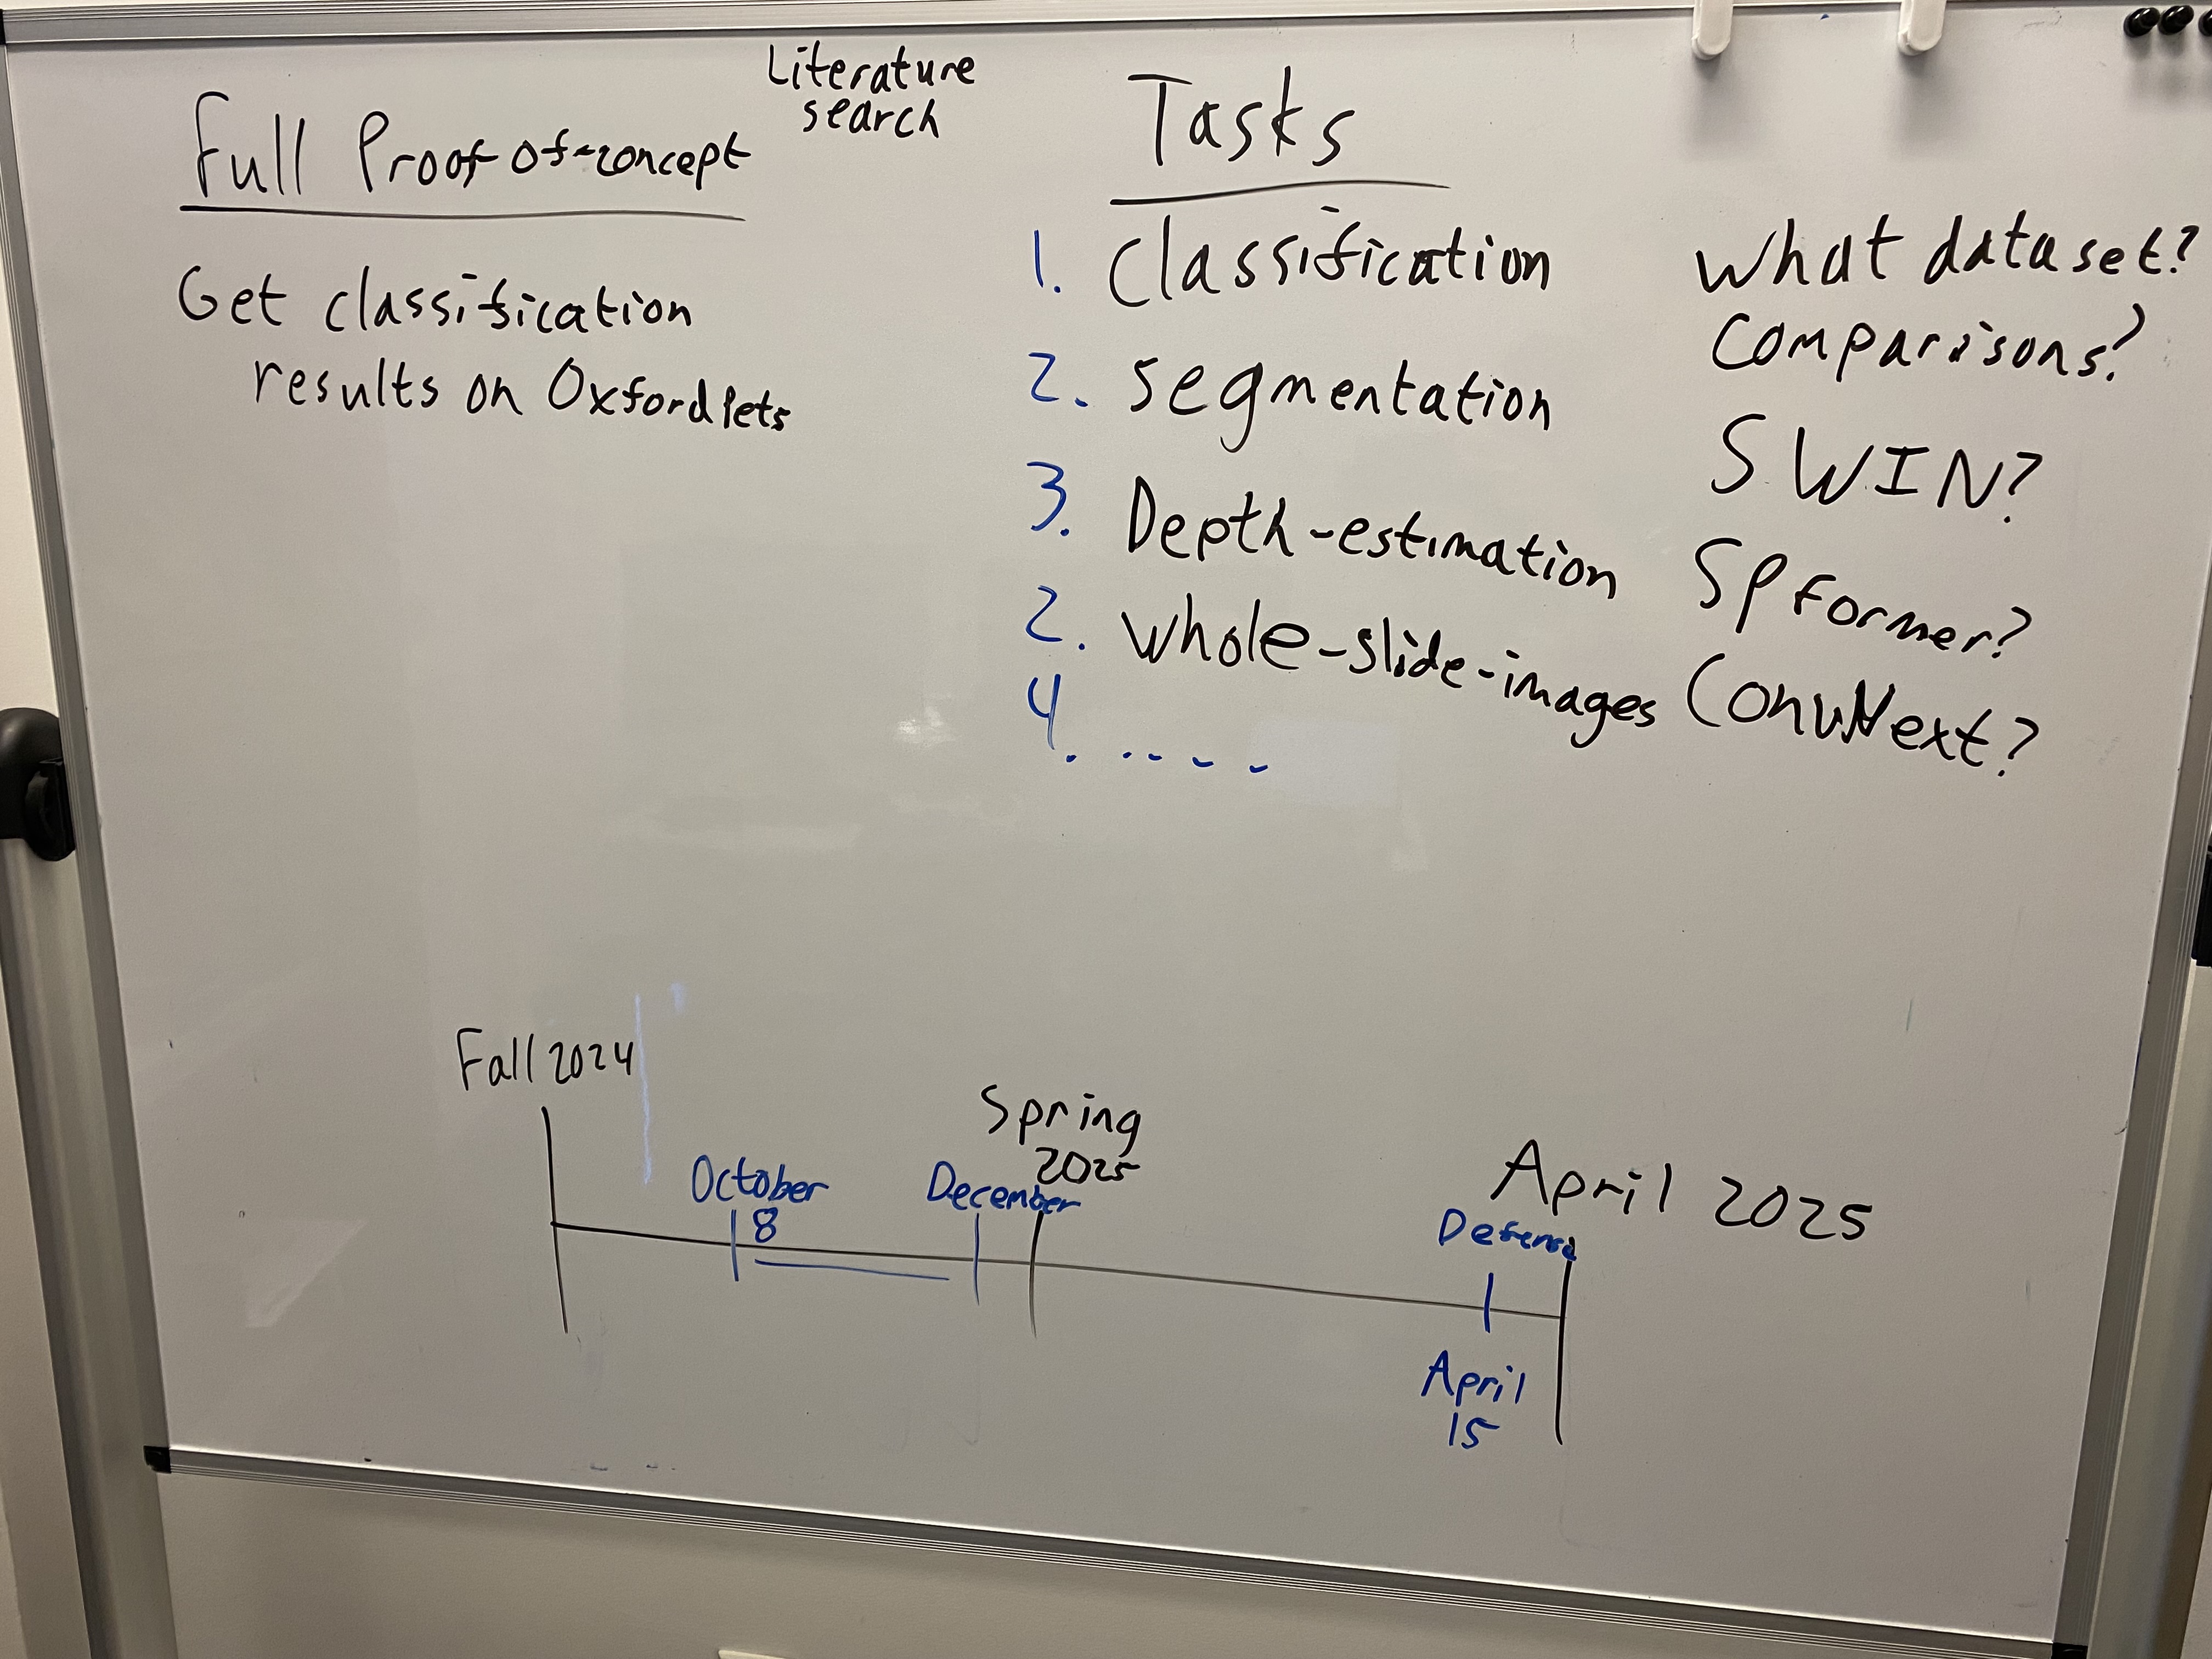 Literature
search
Full Proof-of-concept
Get classification
results on OxfordPets
Tasks
1. Classification
2. Segmentation
3. Depth-estimation
2. Whole-slide-images
4. ....
What dataset?
Comparisons?
SWIN?
SPFormer?
ConvNext?
Fall 2024
October
8
December
Spring
2025
April 2025
Defense
April
15